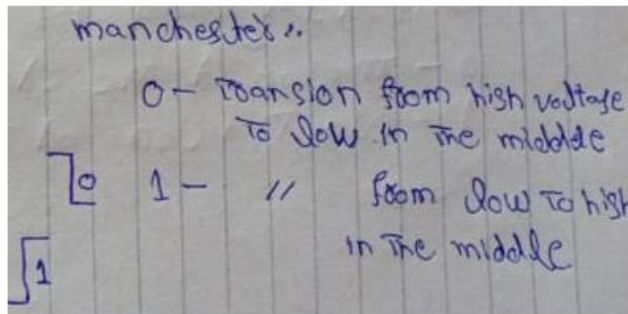 manchester :.
0 - Transion from high voltage
To low in The middle
0 1 - " from low To high
in The middle
1